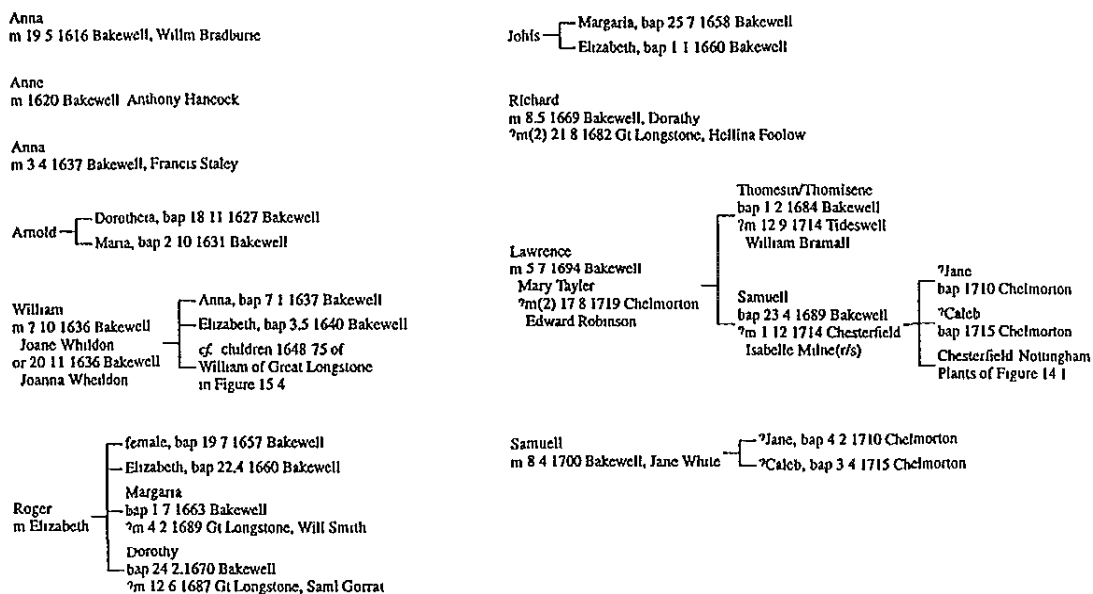 Anna
m 19 5 1616 Bakewell, Willm Bradburne
Anne
m 1620 Bakewell Anthony Hancock
Anna
m 3 4 1637 Bakewell, Francis Staley
Arnold
Dorothera, bap 18 11 1627 Bakewell
Maria, bap 2 10 1631 Bakewell
William
m 7 10 1636 Bakewell
Joane Whildon
or 20 11 1636 Bakewell
Joanna Wheildon
Anna, bap 7 1 1637 Bakewell
Elizabeth, bap 3.5 1640 Bakewell
cf. children 1648 75 of
William of Great Longstone
in Figure 15 4
Roger
m Elizabeth
female, bap 19 7 1657 Bakewell
Elizabeth, bap 22.4 1660 Bakewell
Margaria
bap 1 7 1663 Bakewell
?m 4 2 1689 Gt Longstone, Will Smith
Dorothy
bap 24 2.1670 Bakewell
?m 12 6 1687 Gt Longstone, Saml Gorrat
Johis
Margaria, bap 25 7 1658 Bakewell
Elizabeth, bap 1 1 1660 Bakewell
Richard
m 8.5 1669 Bakewell, Dorathy
?m(2) 21 8 1682 Gt Longstone, Hellina Foolow
Lawrence
m 5 7 1694 Bakewell
Mary Tayler
?m(2) 17 8 1719 Chelmorton
Edward Robinson
Thomesin/Thomisene
bap 1 2 1684 Bakewell
?m 12 9 1714 Tideswell
William Bramall
Samuell
bap 23 4 1689 Bakewell
?m 1 12 1714 Chesterfield
Isabelle Milne(r/s)
?Jane
bap 1710 Chelmorton
?Caleb
bap 1715 Chelmorton
Chesterfield Nottingham
Plants of Figure 14 1
Samuell
m 8 4 1700 Bakewell, Jane White
?Jane, bap 4 2 1710 Chelmorton
?Caleb, bap 3 4 1715 Chelmorton